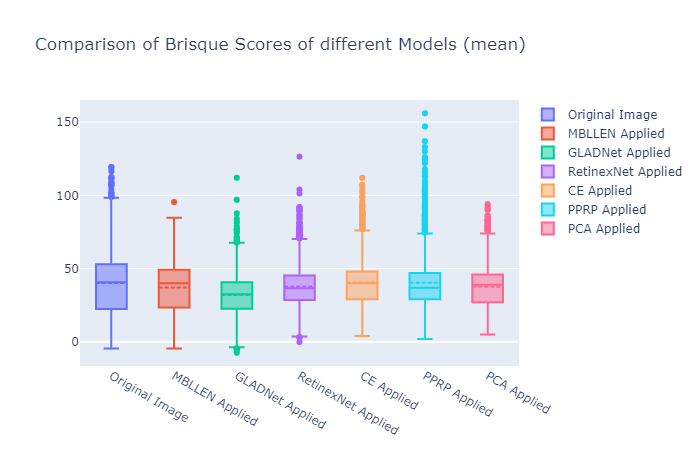 Comparison of Brisque Scores of different Models (mean)
150
100
50
0
Original Image
MBLLEN Applied
GLADNet Applied
RetinexNet Applied
CE Applied
PPRP Applied
PCA Applied
Original Image
MBLLEN Applied
GLADNet Applied
RetinexNet Applied
CE Applied
PPRP Applied
PCA Applied